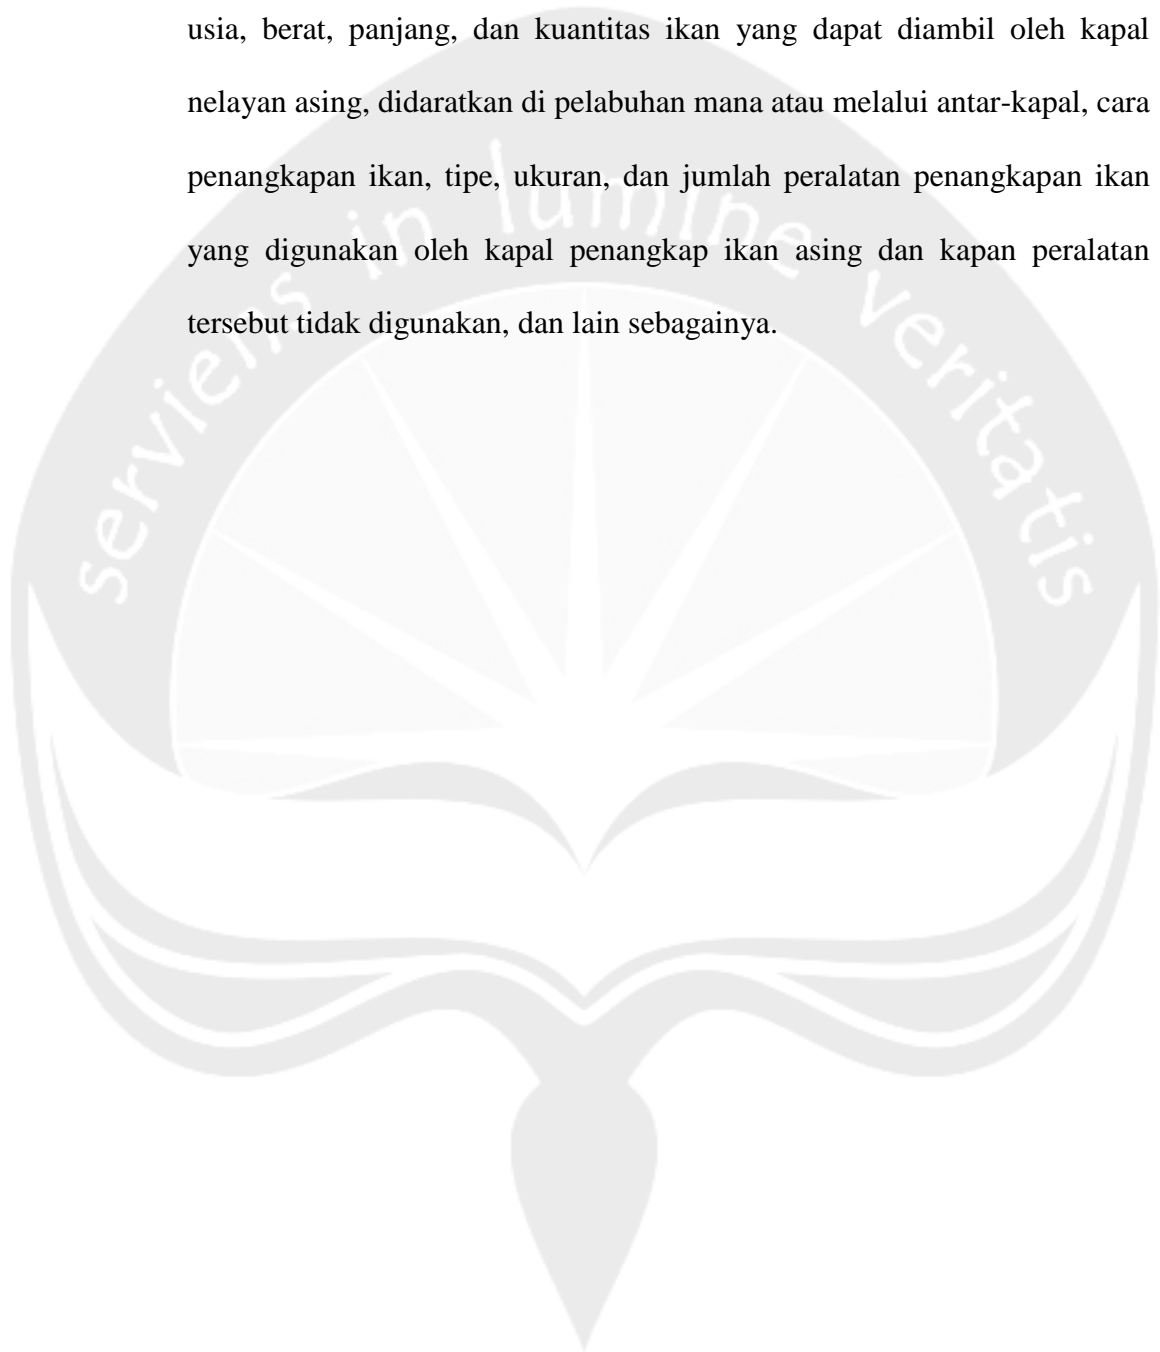 usia, berat, panjang, dan kuantitas ikan yang dapat diambil oleh kapal
nelayan asing, didaratkan di pelabuhan mana atau melalui antar-kapal, cara
penangkapan ikan, tipe, ukuran, dan jumlah peralatan penangkapan ikan
yang digunakan oleh kapal penangkap ikan asing dan kapan peralatan
tersebut tidak digunakan, dan lain sebagainya.
serviens in lumine veritatis